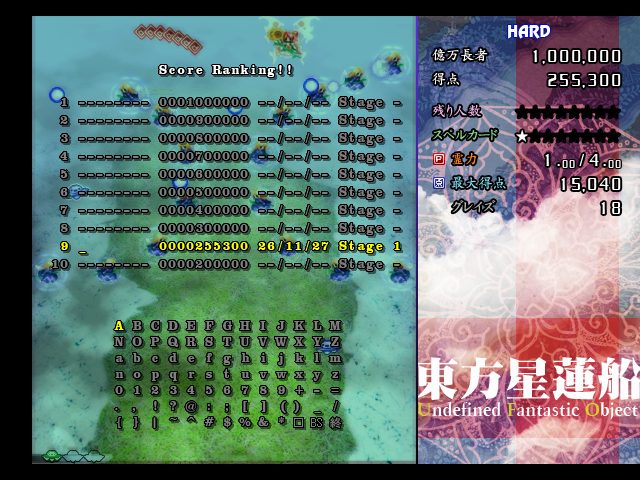 Score Ranking!!
1 -------- 0001000000 --/--/-- Stage -
2 -------- 0000900000 --/--/-- Stage -
3 -------- 0000800000 --/--/-- Stage -
4 -------- 0000700000 --/--/-- Stage -
5 -------- 0000600000 --/--/-- Stage -
6 -------- 0000500000 --/--/-- Stage -
7 -------- 0000400000 --/--/-- Stage -
8 -------- 0000300000 --/--/-- Stage -
9 _ 0000255300 26/11/27 Stage 1
10 -------- 0000200000 --/--/-- Stage -
A B C D E F G H I J K L M
N O P Q R S T U V W X Y Z
a b c d e f g h i j k l m
n o p q r s t u v w x y z
0 1 2 3 4 5 6 7 8 9 + - =
. , ! ? @ : ; [ ] ( ) _ /
{ } | ~ ^ # $ % & * □ BS 終
HARD
億万長者 1,000,000
得点 255,300
残り人数 ★★★★★★★★
スペルカード ★★★★★★★★
P 霊力 1.00/4.00
点 最大得点 15,040
グレイズ 18
東方星蓮船
Undefined Fantastic Object